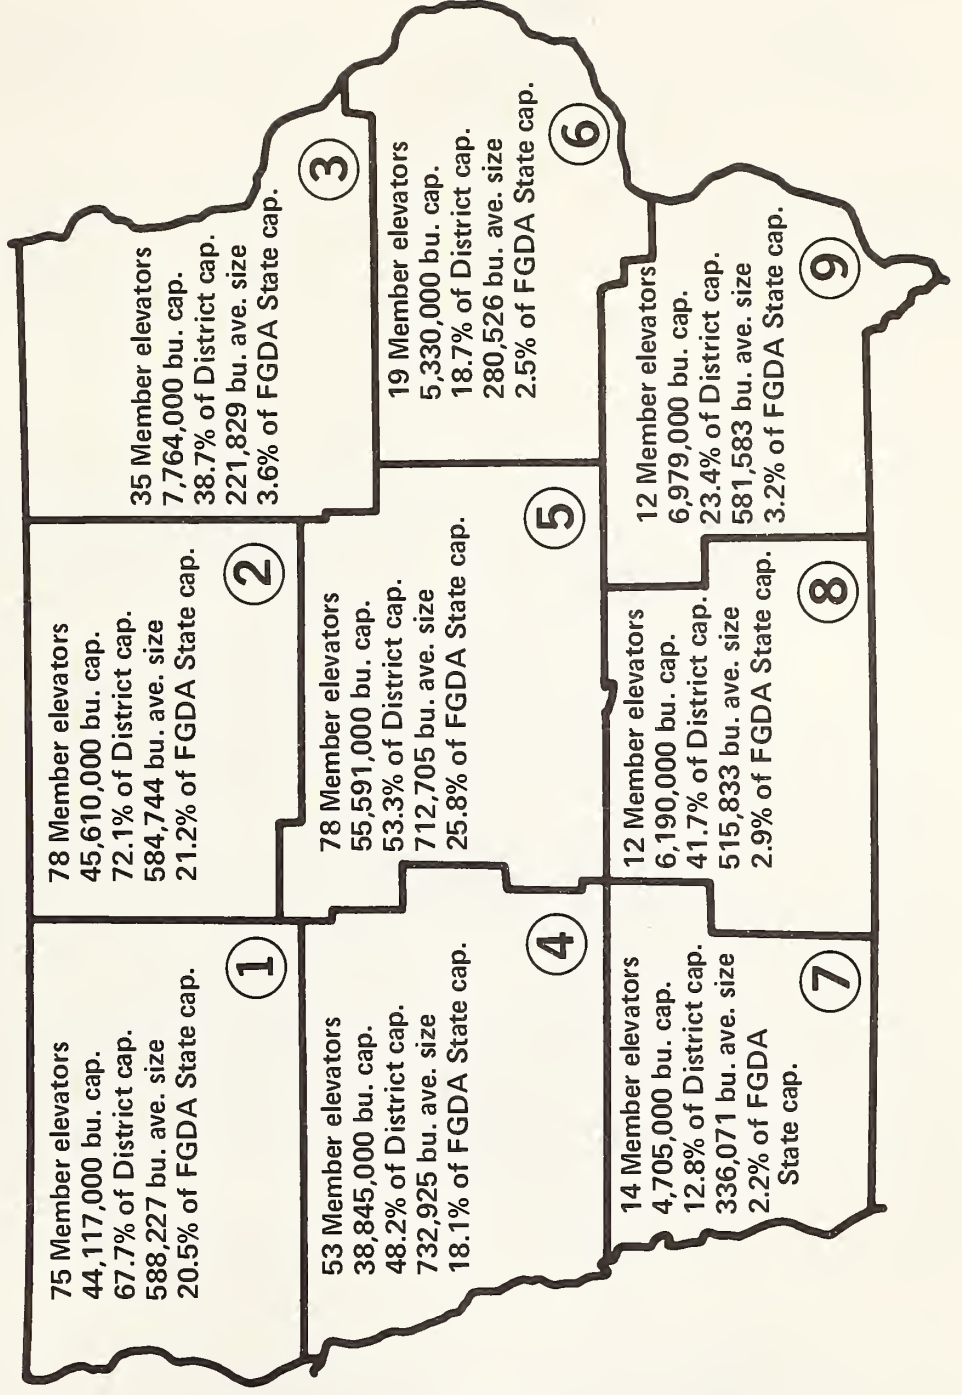 75 Member elevators
44,117,000 bu. cap.
67.7% of District cap.
588,227 bu. ave. size
20.5% of FGDA State cap.
1
78 Member elevators
45,610,000 bu. cap.
72.1% of District cap.
584,744 bu. ave. size
21.2% of FGDA State cap.
2
35 Member elevators
7,764,000 bu. cap.
38.7% of District cap.
221,829 bu. ave. size
3.6% of FGDA State cap.
3
53 Member elevators
38,845,000 bu. cap.
48.2% of District cap.
732,925 bu. ave. size
18.1% of FGDA State cap.
4
78 Member elevators
55,591,000 bu. cap.
53.3% of District cap.
712,705 bu. ave. size
25.8% of FGDA State cap.
5
19 Member elevators
5,330,000 bu. cap.
18.7% of District cap.
280,526 bu. ave. size
2.5% of FGDA State cap.
6
14 Member elevators
4,705,000 bu. cap.
12.8% of District cap.
336,071 bu. ave. size
2.2% of FGDA
State cap.
7
12 Member elevators
6,190,000 bu. cap.
41.7% of District cap.
515,833 bu. ave. size
2.9% of FGDA State cap.
8
12 Member elevators
6,979,000 bu. cap.
23.4% of District cap.
581,583 bu. ave. size
3.2% of FGDA State cap.
9